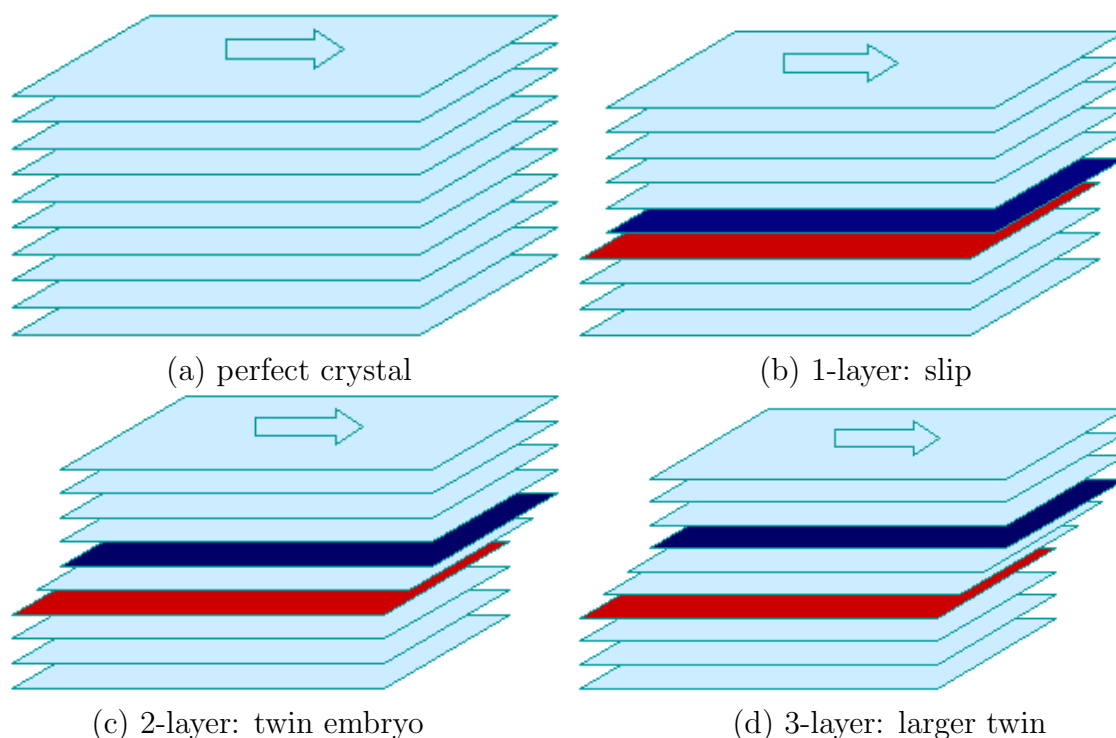 (a) perfect crystal
(b) 1-layer: slip
(c) 2-layer: twin embryo
(d) 3-layer: larger twin